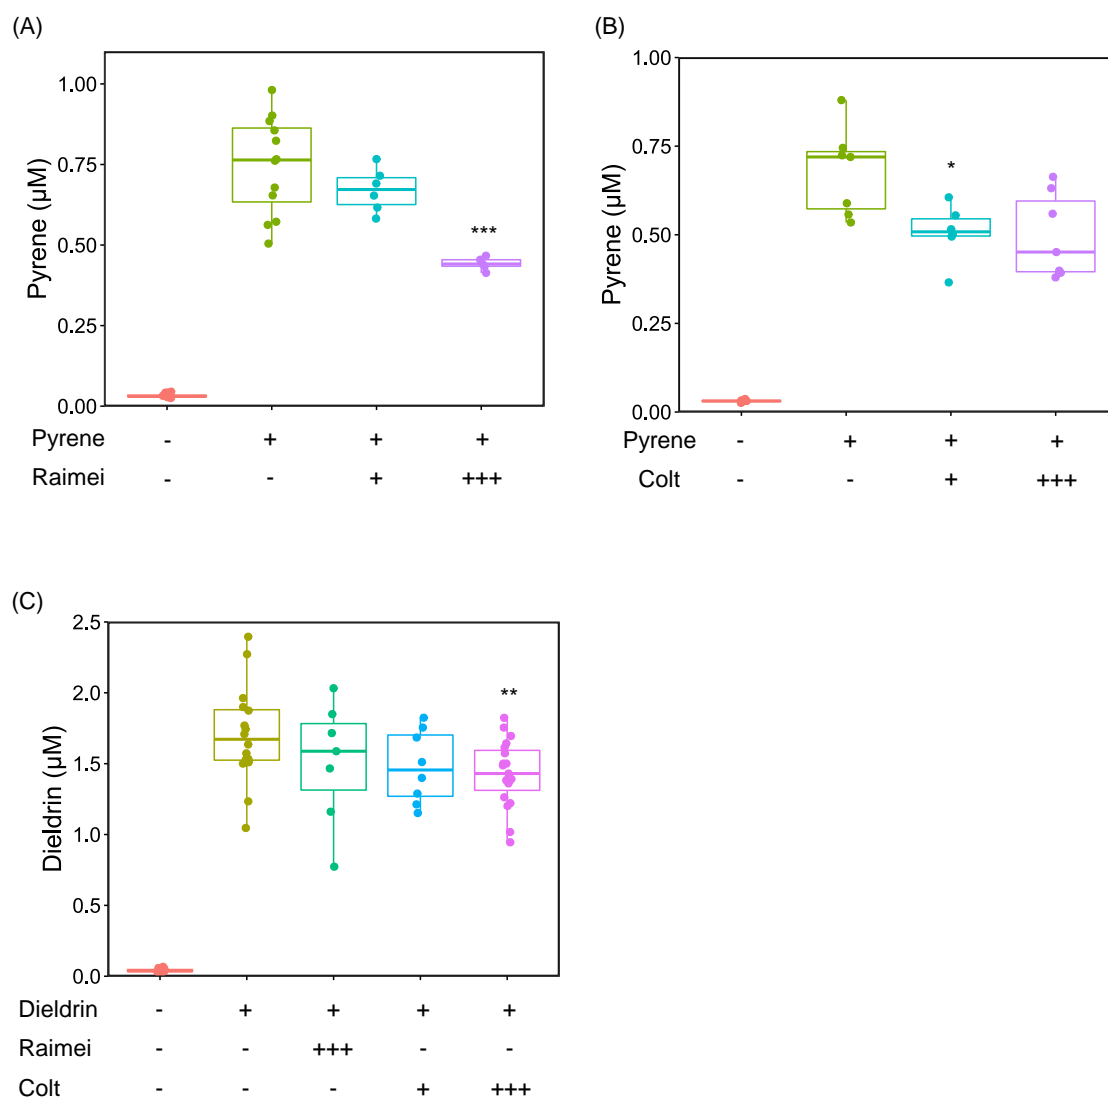 (A)
Pyrene (μM)
1.00
0.75
0.50
0.25
0.00
***
Pyrene - + + +
Raimei - - + +++
(B)
Pyrene (μM)
1.00
0.75
0.50
0.25
0.00
*
Pyrene - + + +
Colt - - + +++
(C)
Dieldrin (μM)
2.5
2.0
1.5
1.0
0.5
0.0
**
Dieldrin - + + + +
Raimei - - +++ - -
Colt - - - + +++